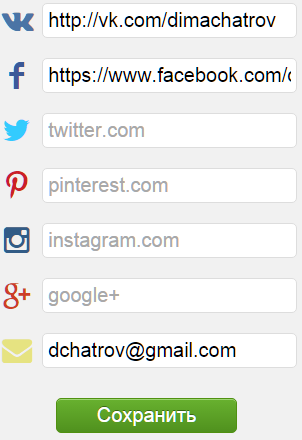 http://vk.com/dimachatrov
https://www.facebook.com/
twitter.com
pinterest.com
instagram.com
google+
dchatrov@gmail.com
Сохранить